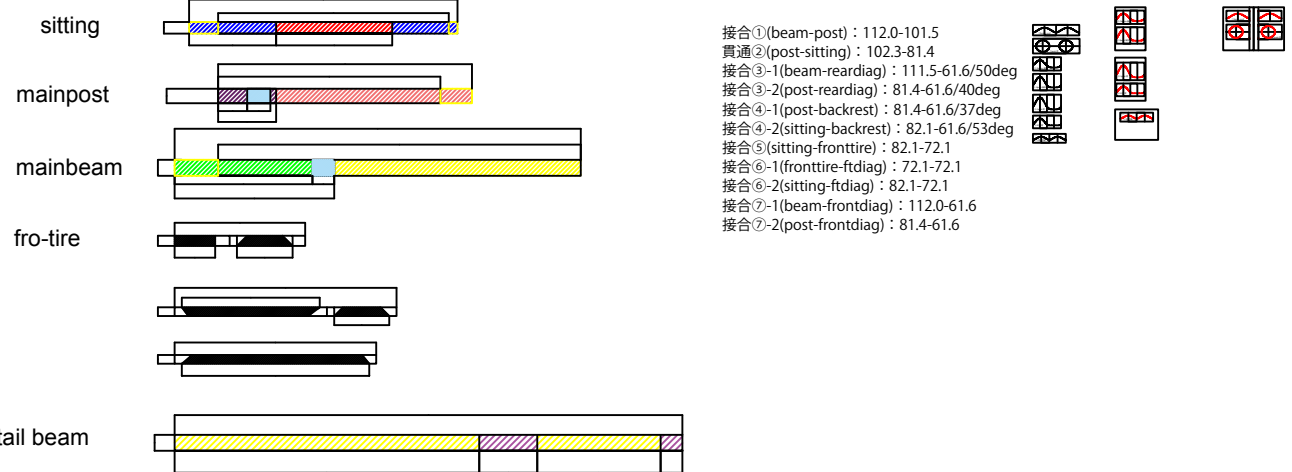 sitting
mainpost
mainbeam
fro-tire
tail beam
接合①(beam-post)：112.0-101.5
貫通②(post-sitting)：102.3-81.4
接合③-1(beam-reardiag)：111.5-61.6/50deg
接合③-2(post-reardiag)：81.4-61.6/40deg
接合④-1(post-backrest)：81.4-61.6/37deg
接合④-2(sitting-backrest)：82.1-61.6/53deg
接合⑤(sitting-fronttire)：82.1-72.1
接合⑥-1(fronttire-ftdiag)：72.1-72.1
接合⑥-2(sitting-ftdiag)：82.1-72.1
接合⑦-1(beam-frontdiag)：112.0-61.6
接合⑦-2(post-frontdiag)：81.4-61.6